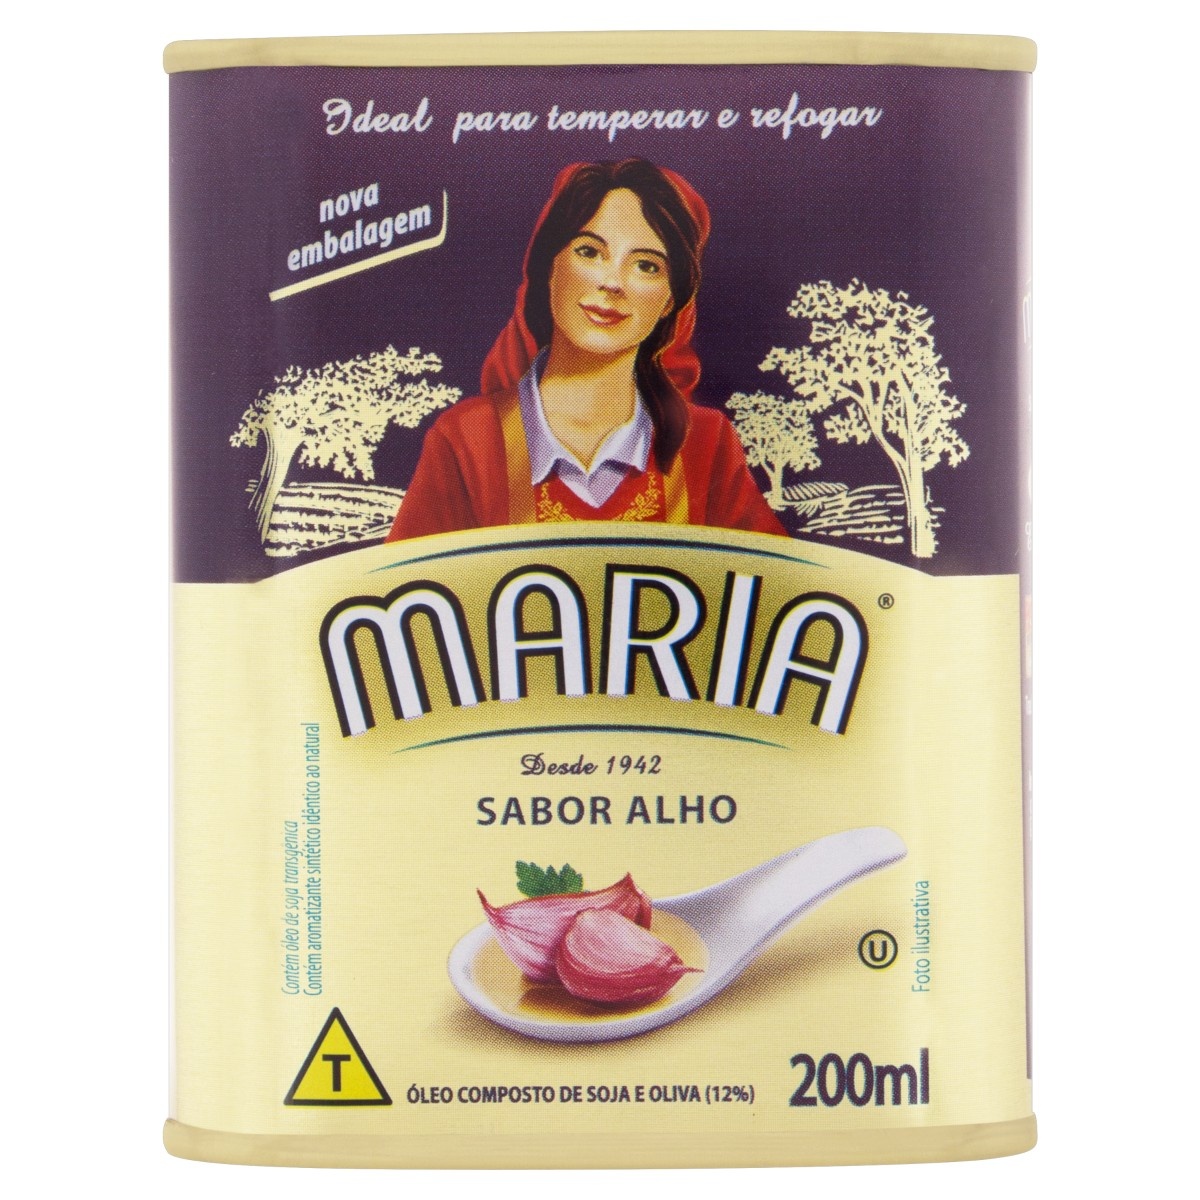 Ideal para temperar e refogar
nova
embalagem
MARIA®
Desde 1942
SABOR ALHO
Contém óleo de soja transgênica
Contém aromatizante sintético idêntico ao natural
U
Foto ilustrativa
T
ÓLEO COMPOSTO DE SOJA E OLIVA (12%)
200ml